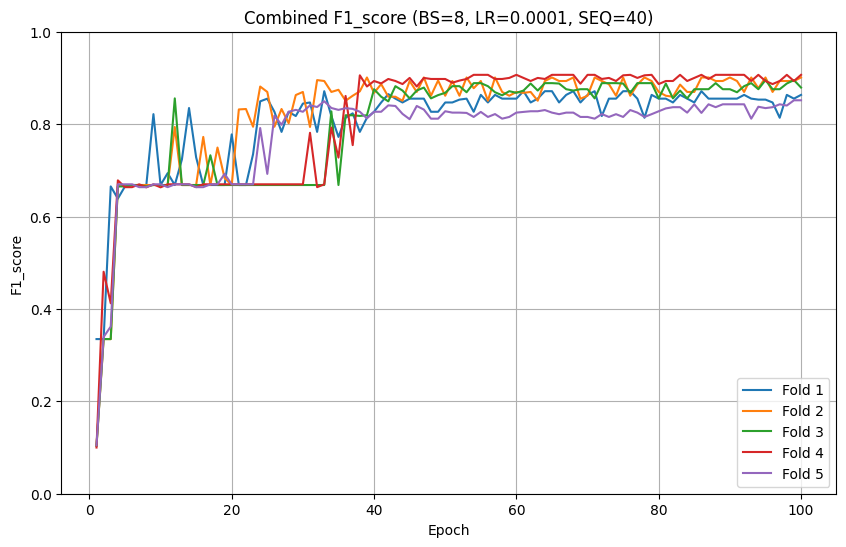 Combined F1_score (BS=8, LR=0.0001, SEQ=40)
F1_score
1.0
0.8
0.6
0.4
0.2
0.0
0
20
40
60
80
100
Epoch
Fold 1
Fold 2
Fold 3
Fold 4
Fold 5